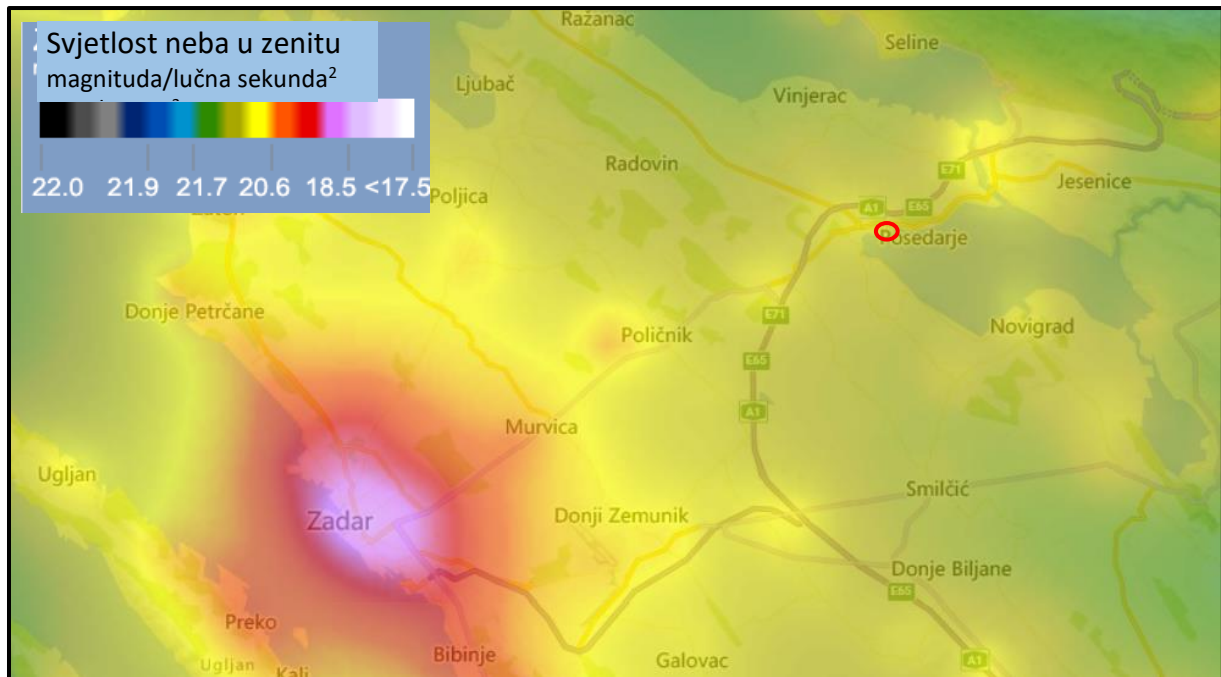 Svjetlost neba u zenitu
magnituda/lučna sekunda²
22.0 21.9 21.7 20.6 18.5 <17.5
Ražanac
Seline
Ljubač
Vinjerac
Radovin
E71
Jesenice
Poljica
A1 E65
Posedarje
Donje Petrčane
E71
Novigrad
Poličnik
E65
A1
Murvica
Ugljan
Smilčić
Zadar
Donji Zemunik
Donje Biljane
E65
Preko
Bibinje
Galovac
A1
Ugljan
Kali